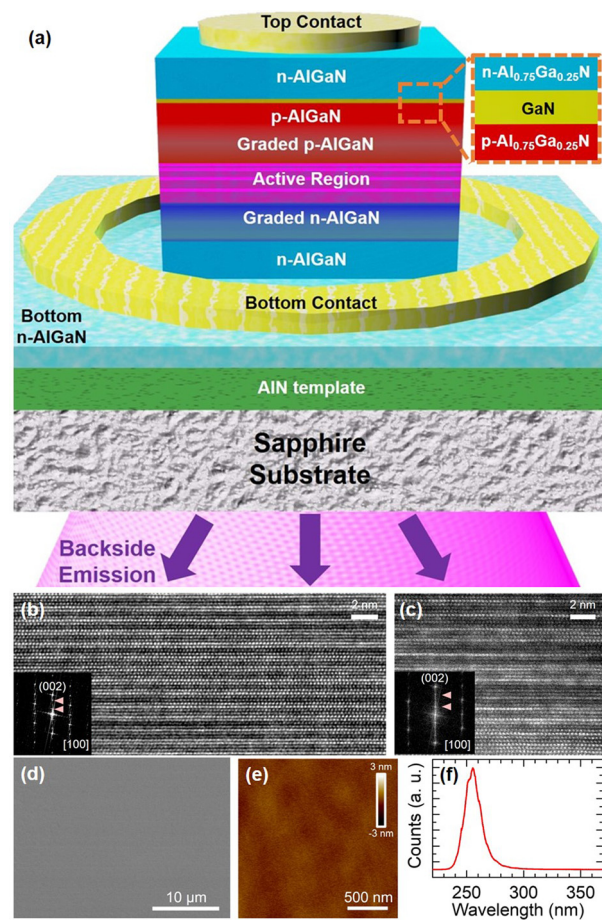 (a)
Top Contact
n-AlGaN
p-AlGaN
Graded p-AlGaN
Active Region
Graded n-AlGaN
n-AlGaN
n-Al0.75Ga0.25N
GaN
p-Al0.75Ga0.25N
Bottom Contact
Bottom
n-AlGaN
AlN template
Sapphire
Substrate
Backside
Emission
(b)
2 nm
(002)
[100]
(c)
2 nm
(002)
[100]
(d)
10 µm
(e)
3 nm
-3 nm
500 nm
(f)
Counts (a. u.)
250 300 350
Wavelength (nm)